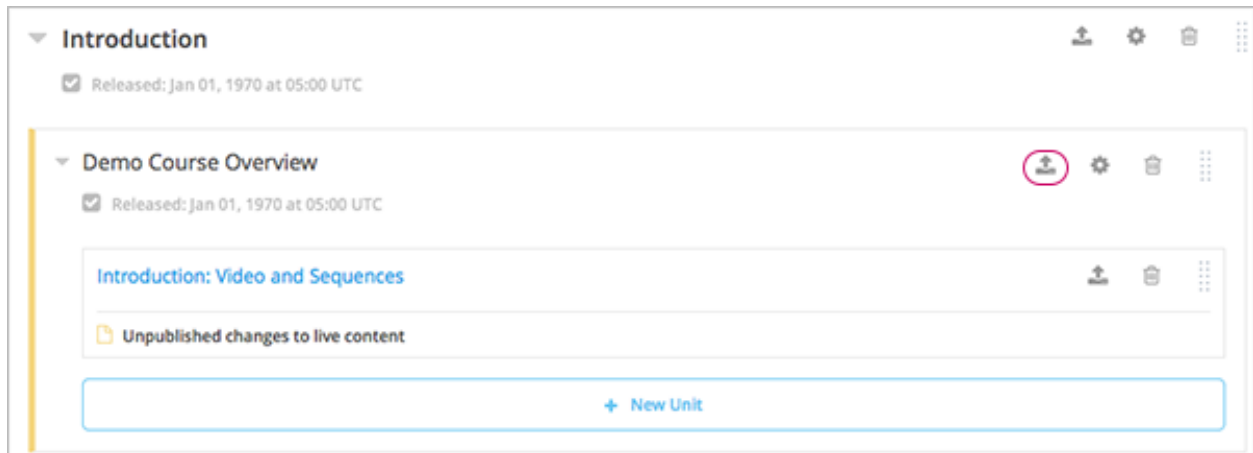 Introduction
Released: Jan 01, 1970 at 05:00 UTC
Demo Course Overview
Released: Jan 01, 1970 at 05:00 UTC
Introduction: Video and Sequences
Unpublished changes to live content
+ New Unit